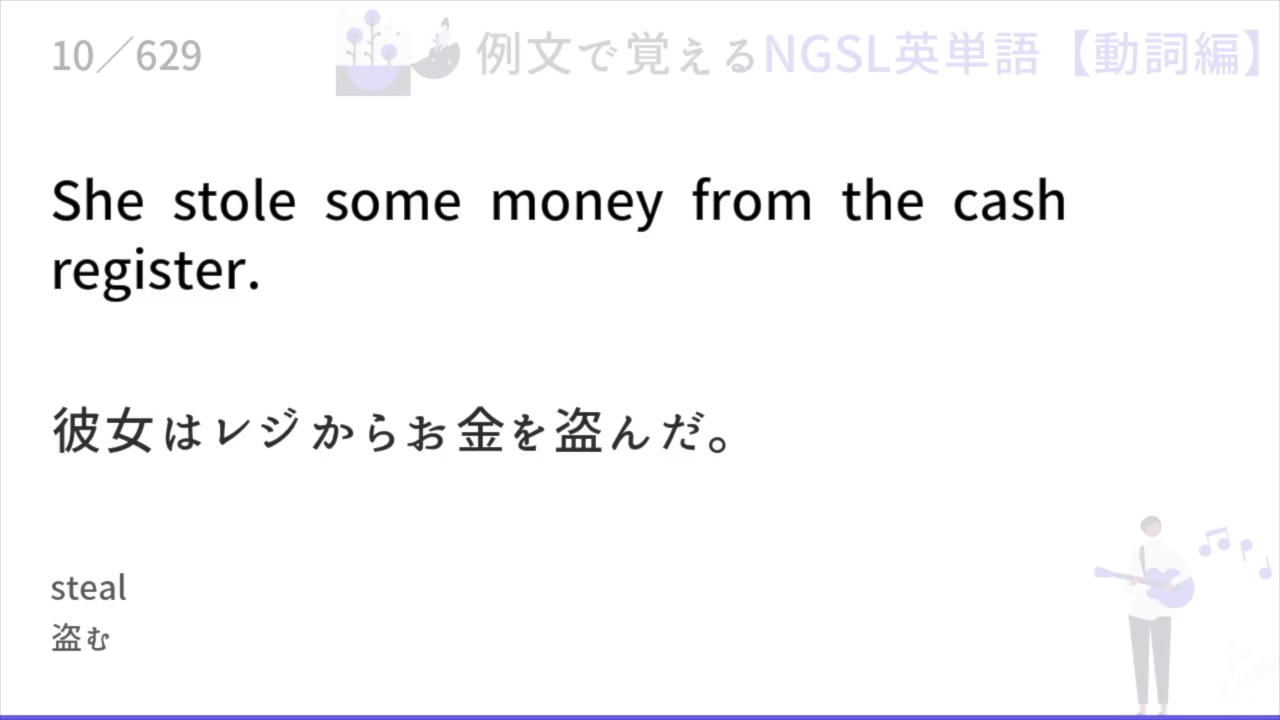 10／629
例文で覚えるNGSL英単語【動詞編】
She stole some money from the cash
register.
彼女はレジからお金を盗んだ。
steal
盗む